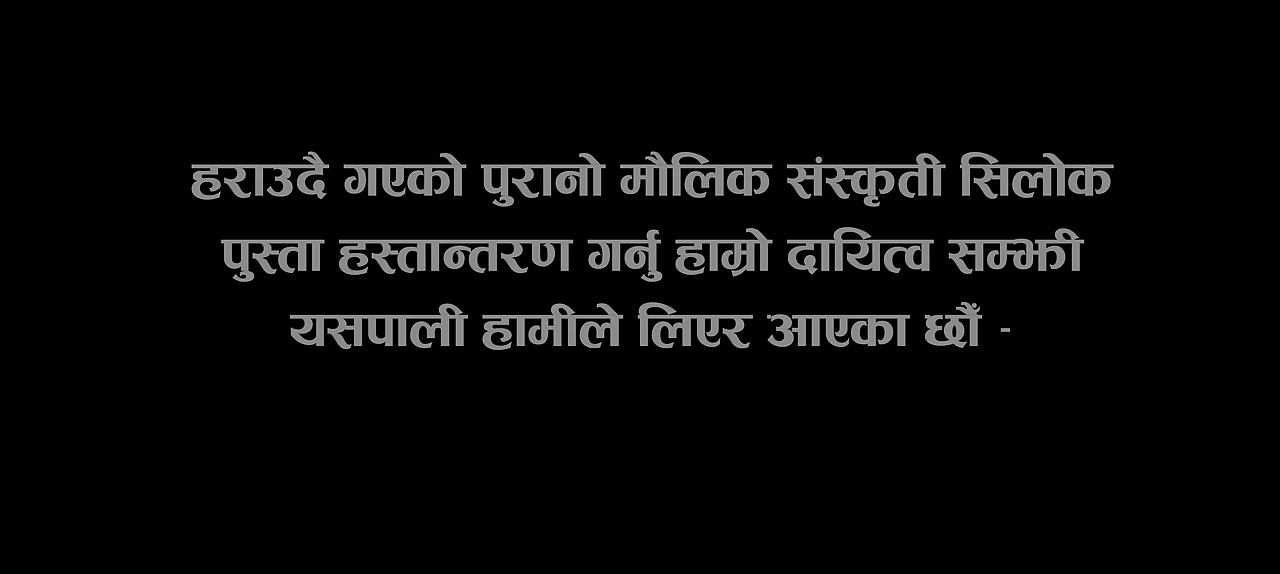 हराउदै गएको पुरानो मौलिक संस्कृती सिलोक
पुस्ता हस्तान्तरण गर्नु हाम्रो दायित्व सम्झी
यसपाली हामीले लिएर आएका छौं -